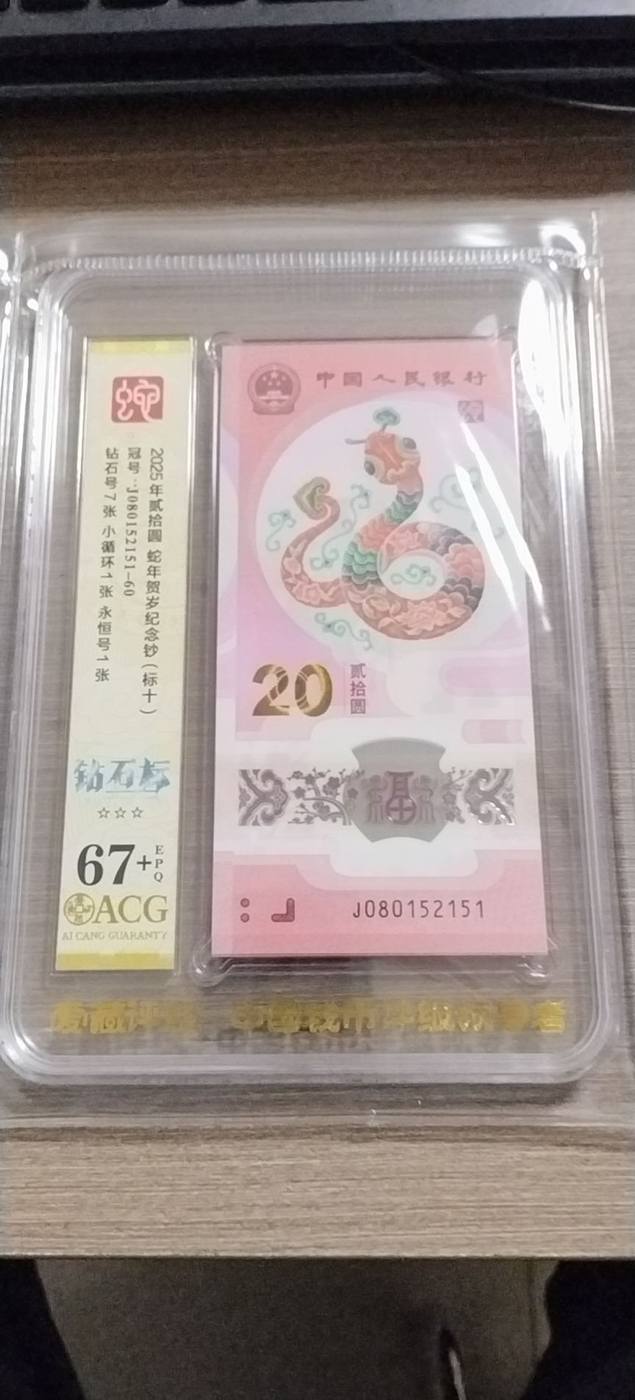 蛇
2025年贰拾圆 蛇年贺岁纪念钞(标十)
冠号:J080152151-60
钻石号7张 小循环1张 永恒号1张
钻石标
☆☆☆
67+EPQ
ACG
AI CANG GUARANTY
中国人民银行
20
贰拾圆
福
J080152151